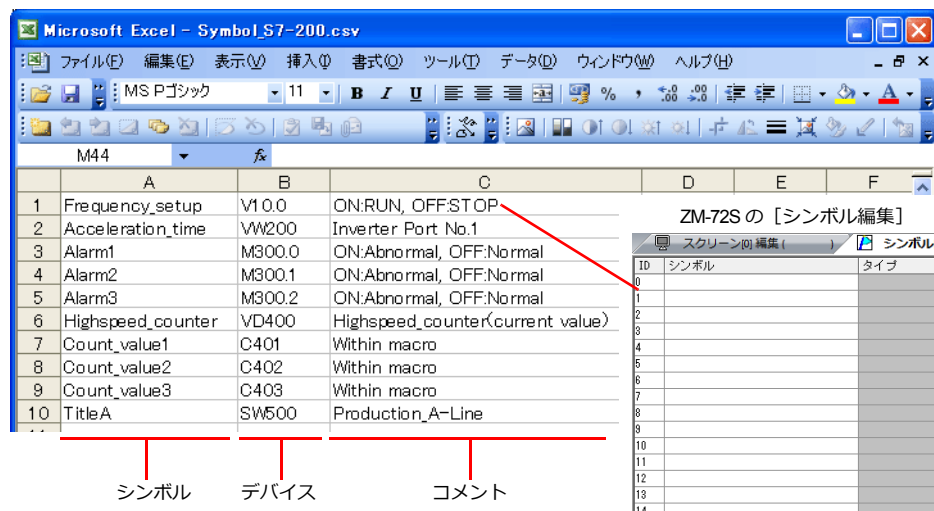 Microsoft Excel - Symbol_S7-200.csv
ファイル(F) 編集(E) 表示(V) 挿入(I) 書式(O) ツール(T) データ(D) ウィンドウ(W) ヘルプ(H)
MS Pゴシック 11 B I U
M44 fx
A B C D E F
1 Frequency_setup V10.0 ON:RUN, OFF:STOP
2 Acceleration_time VW200 Inverter Port No.1
3 Alarm1 M300.0 ON:Abnormal, OFF:Normal
4 Alarm2 M300.1 ON:Abnormal, OFF:Normal
5 Alarm3 M300.2 ON:Abnormal, OFF:Normal
6 Highspeed_counter VD400 Highspeed_counter(current value)
7 Count_value1 C401 Within macro
8 Count_value2 C402 Within macro
9 Count_value3 C403 Within macro
10 TitleA SW500 Production_A-Line
シンボル デバイス コメント
ZM-72S の［シンボル編集］
スクリーン[0] 編集 ( ) シンボル
ID シンボル タイプ
0
1
2
3
4
5
6
7
8
9
10
11
12
13
14